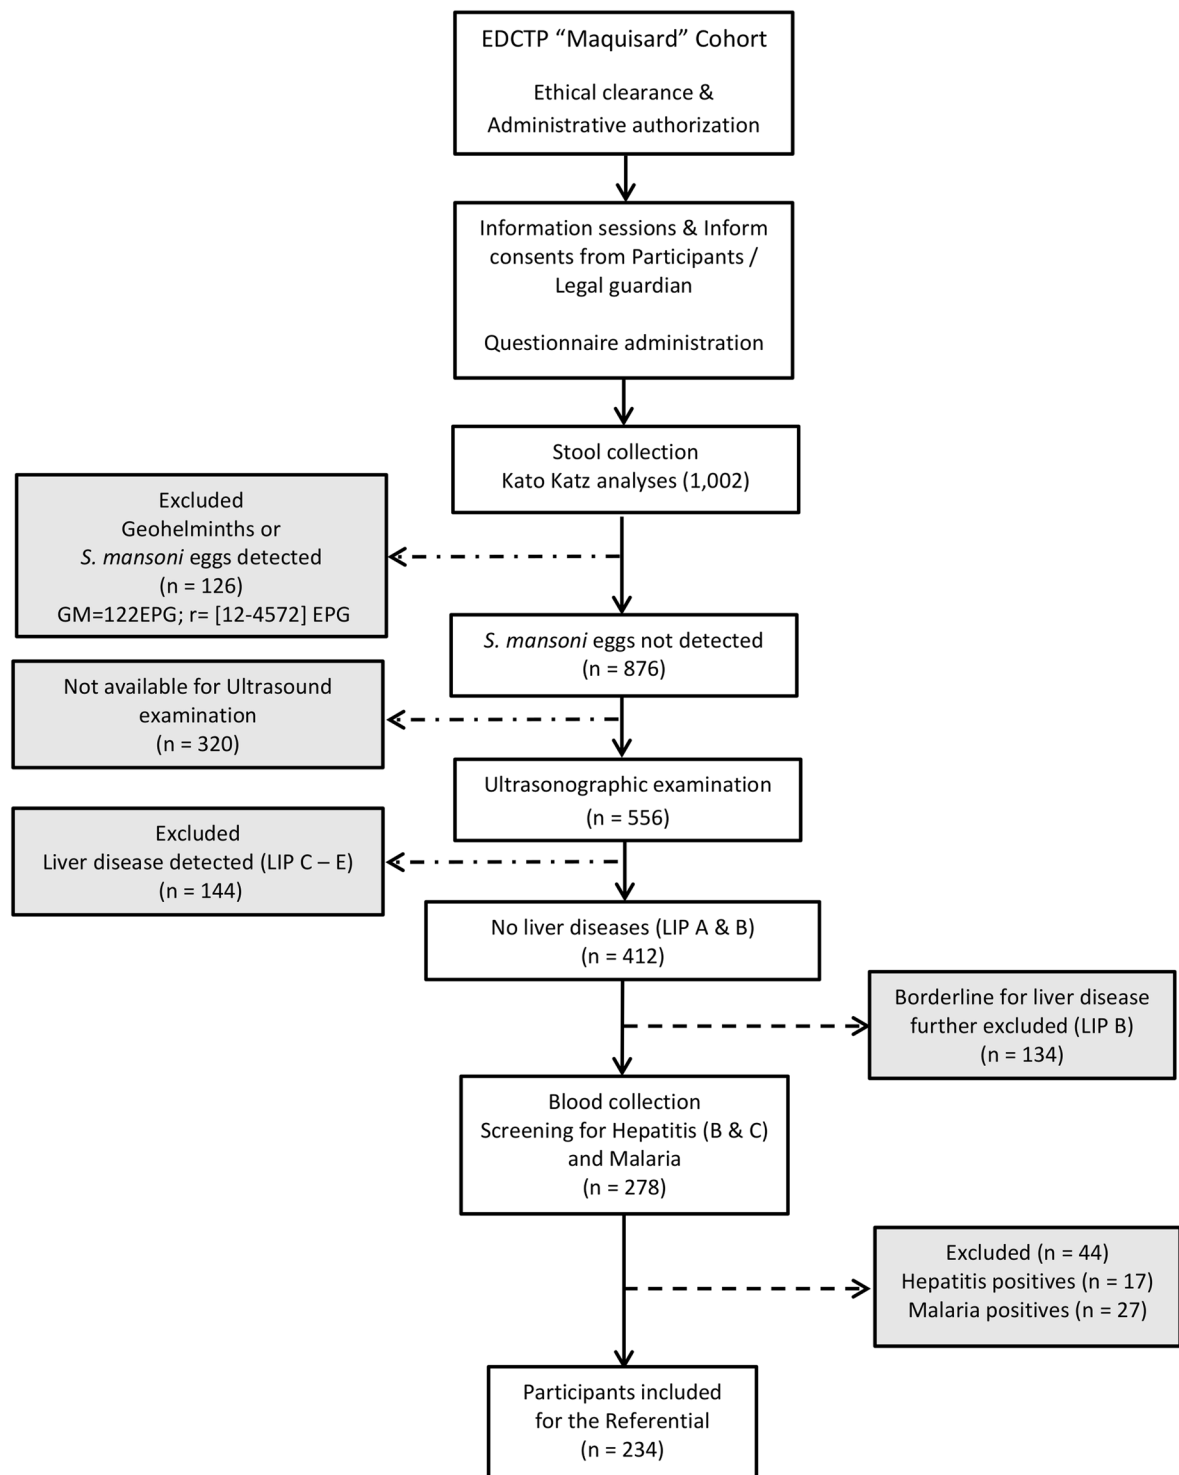 EDCTP “Maquisard” Cohort
Ethical clearance &
Administrative authorization
Information sessions & Inform
consents from Participants /
Legal guardian
Questionnaire administration
Stool collection
Kato Katz analyses (1,002)
Excluded
Geohelminths or
S. mansoni eggs detected
(n = 126)
GM=122EPG; r= [12-4572] EPG
S. mansoni eggs not detected
(n = 876)
Not available for Ultrasound
examination
(n = 320)
Ultrasonographic examination
(n = 556)
Excluded
Liver disease detected (LIP C – E)
(n = 144)
No liver diseases (LIP A & B)
(n = 412)
Borderline for liver disease
further excluded (LIP B)
(n = 134)
Blood collection
Screening for Hepatitis (B & C)
and Malaria
(n = 278)
Excluded (n = 44)
Hepatitis positives (n = 17)
Malaria positives (n = 27)
Participants included
for the Referential
(n = 234)